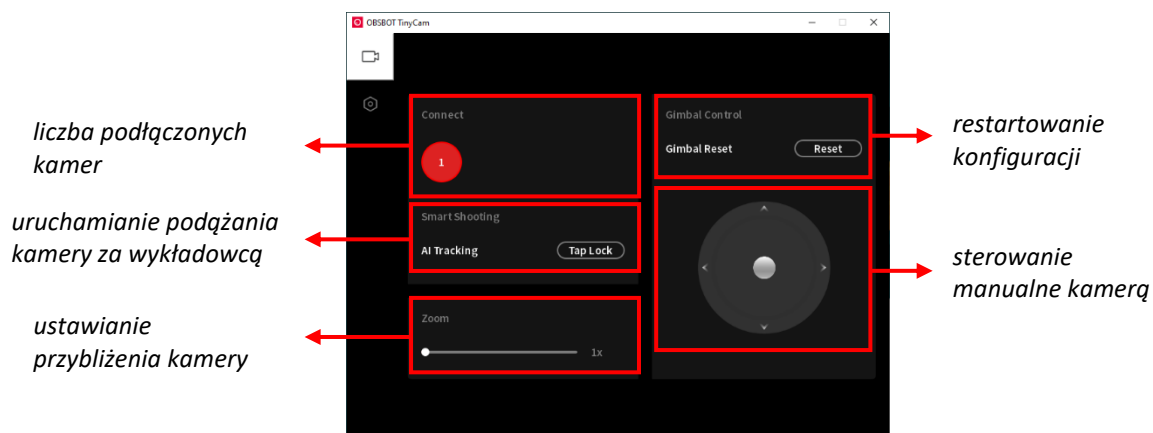 OBSBOT TinyCam
liczba podłączonych
kamer
uruchamianie podążania
kamery za wykładowcą
ustawianie
przybliżenia kamery
Connect
1
Smart Shooting
AI Tracking
Tap Lock
Zoom
1x
Gimbal Control
Gimbal Reset
Reset
restartowanie
konfiguracji
sterowanie
manualne kamerą